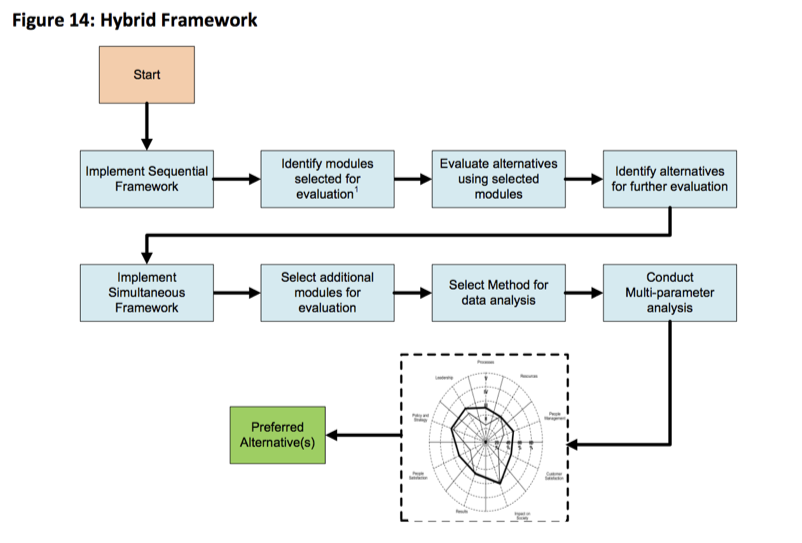 Figure 14: Hybrid Framework
Start
Implement Sequential
Framework
Identify modules
selected for
evaluation¹
Evaluate alternatives
using selected
modules
Identify alternatives
for further evaluation
Implement
Simultaneous
Framework
Select additional
modules for
evaluation
Select Method for
data analysis
Conduct
Multi-parameter
analysis
Processes
Leadership
Resources
Policy and
Strategy
People
Management
Preferred
Alternative(s)
People
Satisfaction
Customer
Satisfaction
Results
Impact on
Society